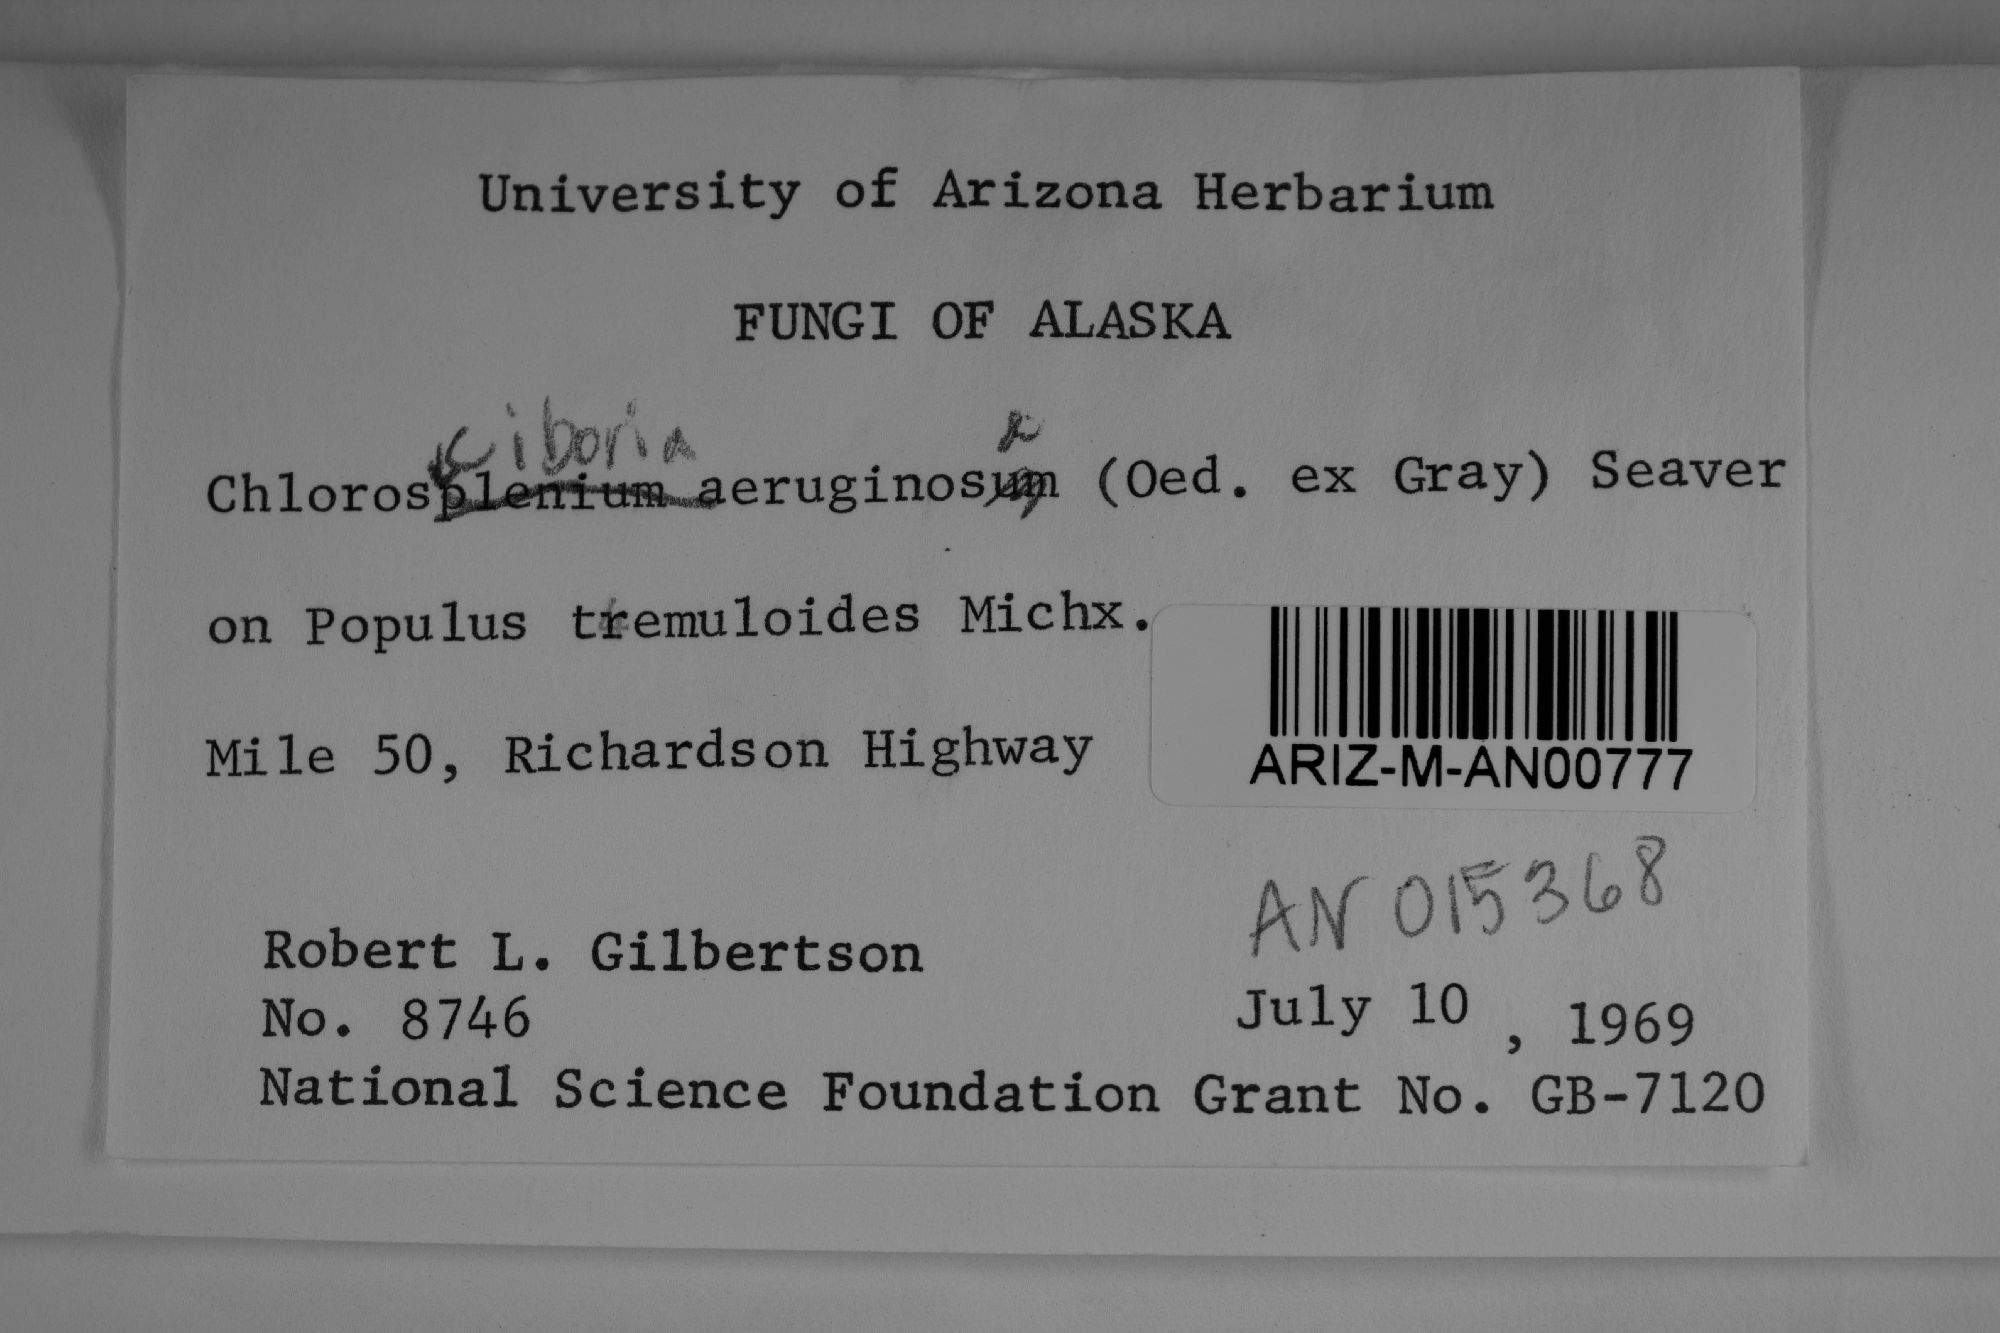 University of Arizona Herbarium
FUNGI OF ALASKA
ciboria a
Chlorosplenium aeruginosum (Oed. ex Gray) Seaver
on Populus tremuloides Michx.
Mile 50, Richardson Highway
ARIZ-M-AN00777
AN 015368
Robert L. Gilbertson
No. 8746
July 10, 1969
National Science Foundation Grant No. GB-7120